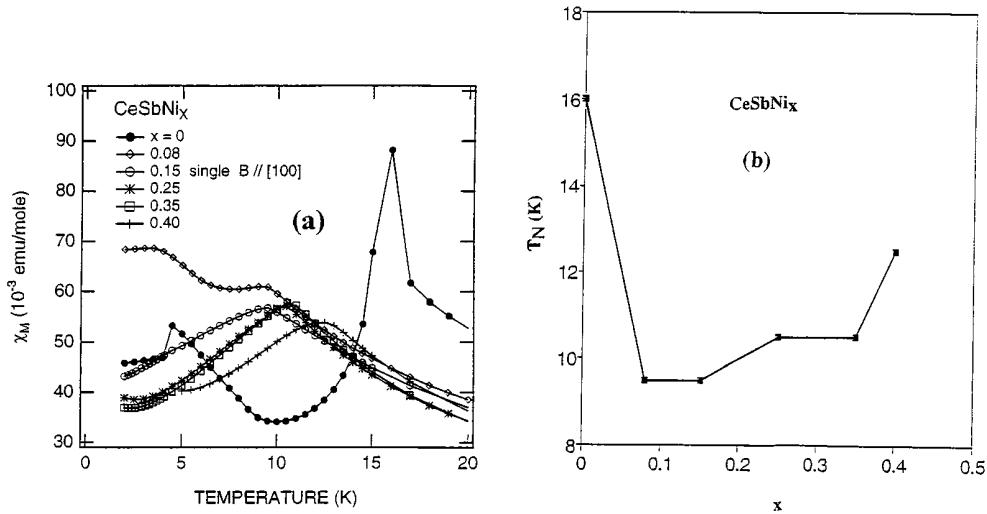 100
90
80
70
60
50
40
30
0
5
10
15
20
χM (10-3 emu/mole)
TEMPERATURE (K)
CeSbNiX
x = 0
0.08
0.15 single B // [100]
0.25
0.35
0.40
(a)
18
16
14
12
10
8
0
0.1
0.2
0.3
0.4
0.5
TN (K)
x
CeSbNix
(b)